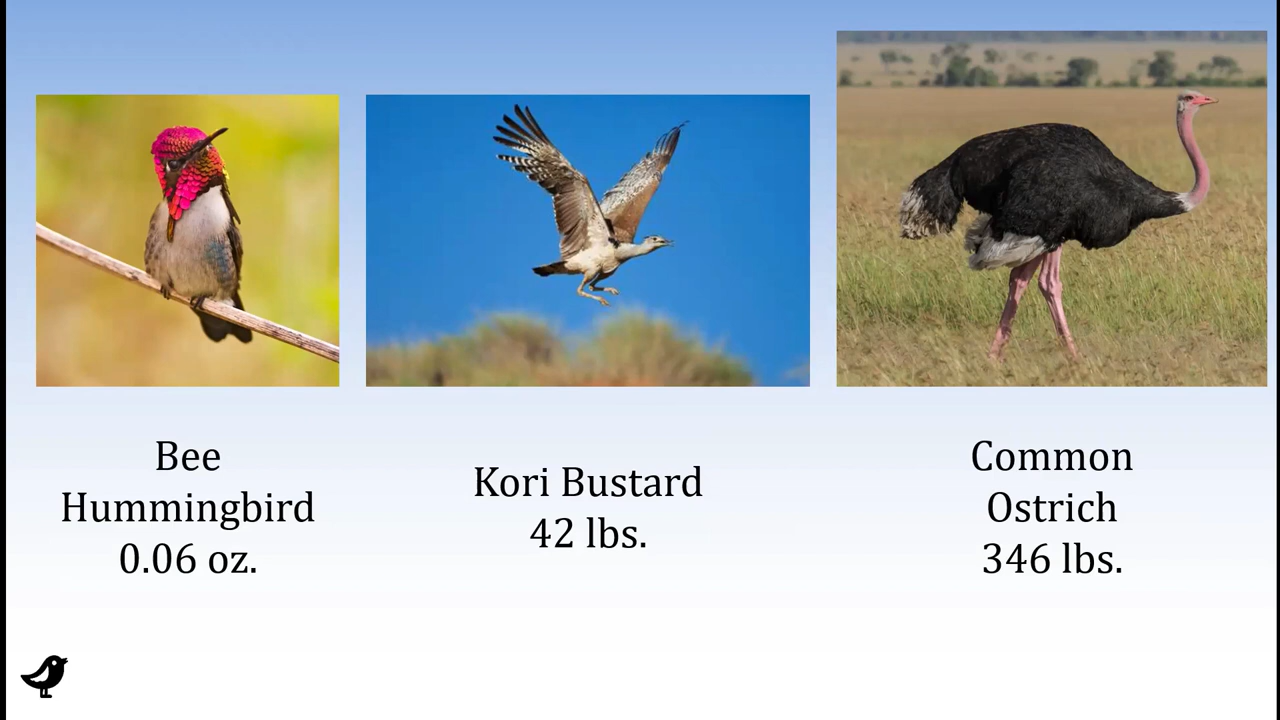 Bee
Hummingbird
0.06 oz.
Kori Bustard
42 lbs.
Common
Ostrich
346 lbs.